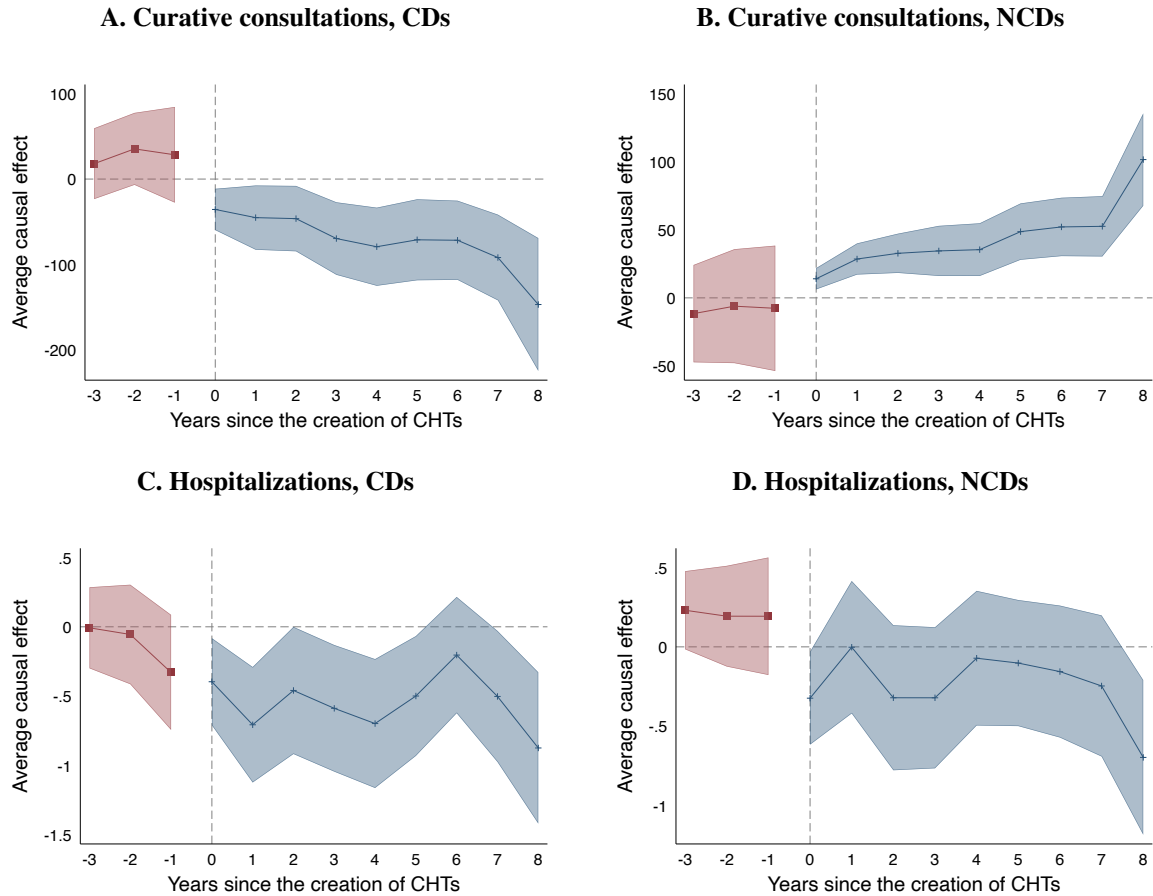 A. Curative consultations, CDs
100
0
-100
-200
Average causal effect
-3 -2 -1 0 1 2 3 4 5 6 7 8
Years since the creation of CHTs
B. Curative consultations, NCDs
150
100
50
0
-50
Average causal effect
-3 -2 -1 0 1 2 3 4 5 6 7 8
Years since the creation of CHTs
C. Hospitalizations, CDs
.5
0
-.5
-1
-1.5
Average causal effect
-3 -2 -1 0 1 2 3 4 5 6 7 8
Years since the creation of CHTs
D. Hospitalizations, NCDs
.5
0
-.5
-1
Average causal effect
-3 -2 -1 0 1 2 3 4 5 6 7 8
Years since the creation of CHTs